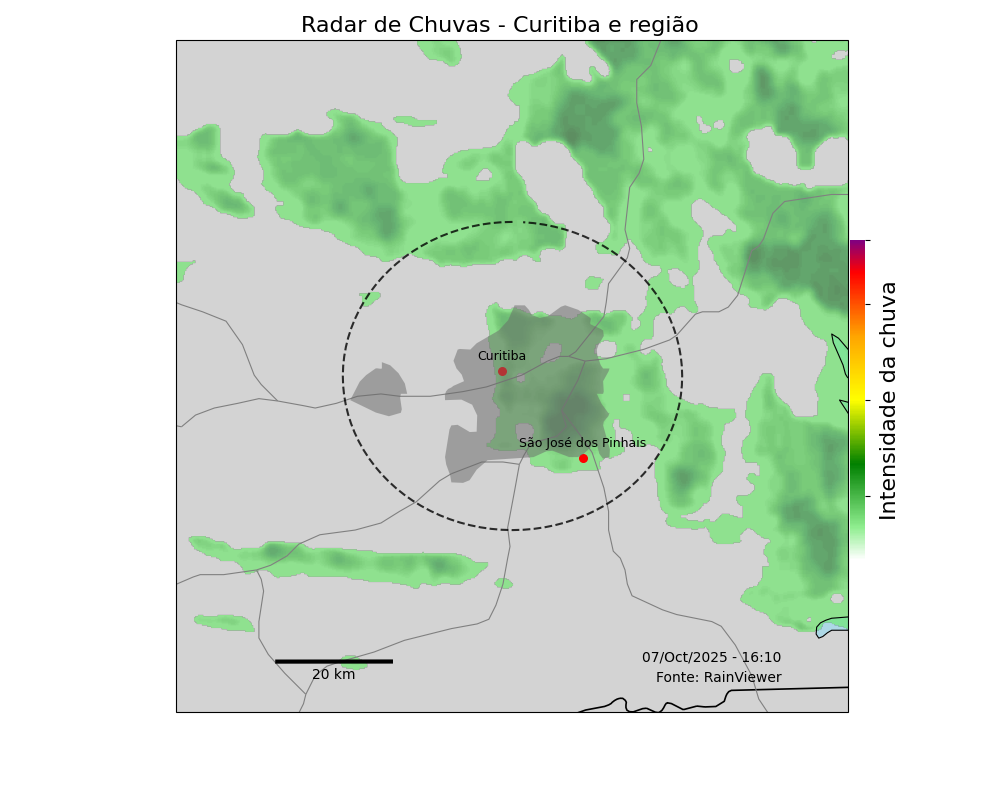 Radar de Chuvas - Curitiba e região
Curitiba
São José dos Pinhais
Intensidade da chuva
20 km
07/Oct/2025 - 16:10
Fonte: RainViewer